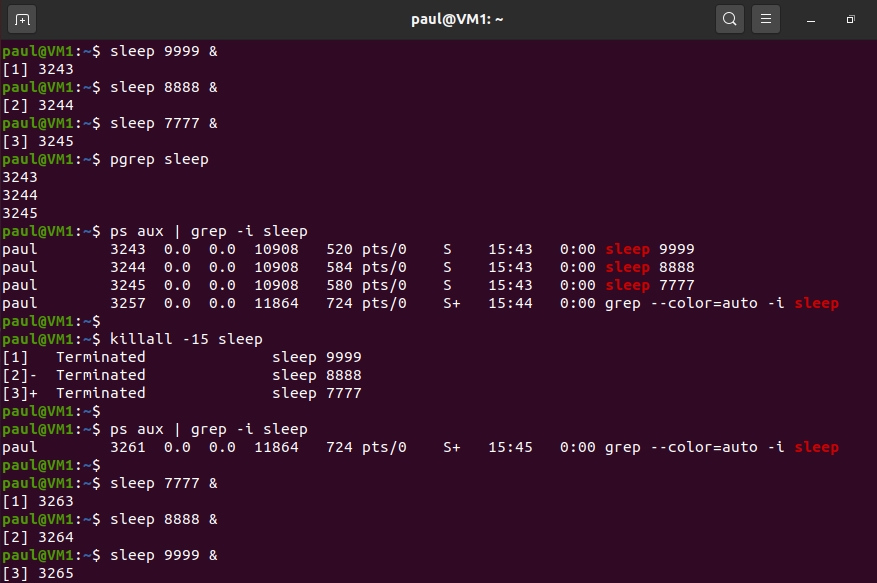 paul@VM1: ~
paul@VM1:~$ sleep 9999 &
[1] 3243
paul@VM1:~$ sleep 8888 &
[2] 3244
paul@VM1:~$ sleep 7777 &
[3] 3245
paul@VM1:~$ pgrep sleep
3243
3244
3245
paul@VM1:~$ ps aux | grep -i sleep
paul        3243  0.0  0.0  10908   520 pts/0    S    15:43   0:00 sleep 9999
paul        3244  0.0  0.0  10908   584 pts/0    S    15:43   0:00 sleep 8888
paul        3245  0.0  0.0  10908   580 pts/0    S    15:43   0:00 sleep 7777
paul        3257  0.0  0.0  11864   724 pts/0    S+   15:44   0:00 grep --color=auto -i sleep
paul@VM1:~$
paul@VM1:~$ killall -15 sleep
[1]   Terminated              sleep 9999
[2]-  Terminated              sleep 8888
[3]+  Terminated              sleep 7777
paul@VM1:~$
paul@VM1:~$ ps aux | grep -i sleep
paul        3261  0.0  0.0  11864   724 pts/0    S+   15:45   0:00 grep --color=auto -i sleep
paul@VM1:~$
paul@VM1:~$ sleep 7777 &
[1] 3263
paul@VM1:~$ sleep 8888 &
[2] 3264
paul@VM1:~$ sleep 9999 &
[3] 3265